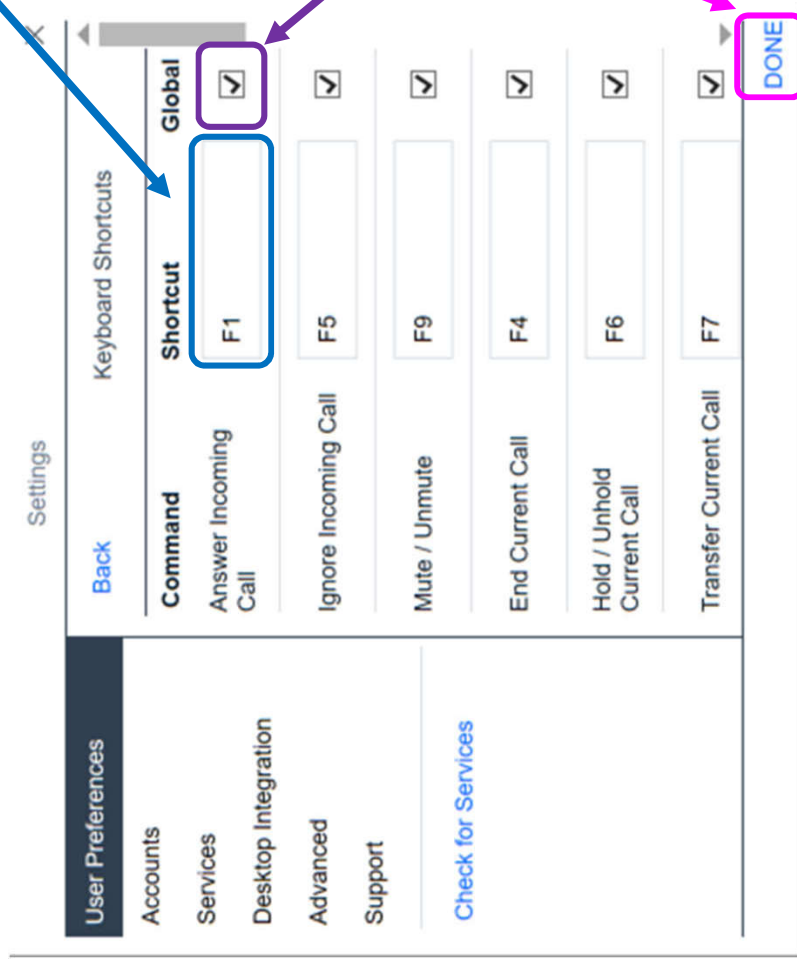 Settings
X
User Preferences
Accounts
Services
Desktop Integration
Advanced
Support
Check for Services
Back Keyboard Shortcuts
Command Shortcut Global
Answer Incoming
Call F1
Ignore Incoming Call F5
Mute / Unmute F9
End Current Call F4
Hold / Unhold
Current Call F6
Transfer Current Call F7
DONE